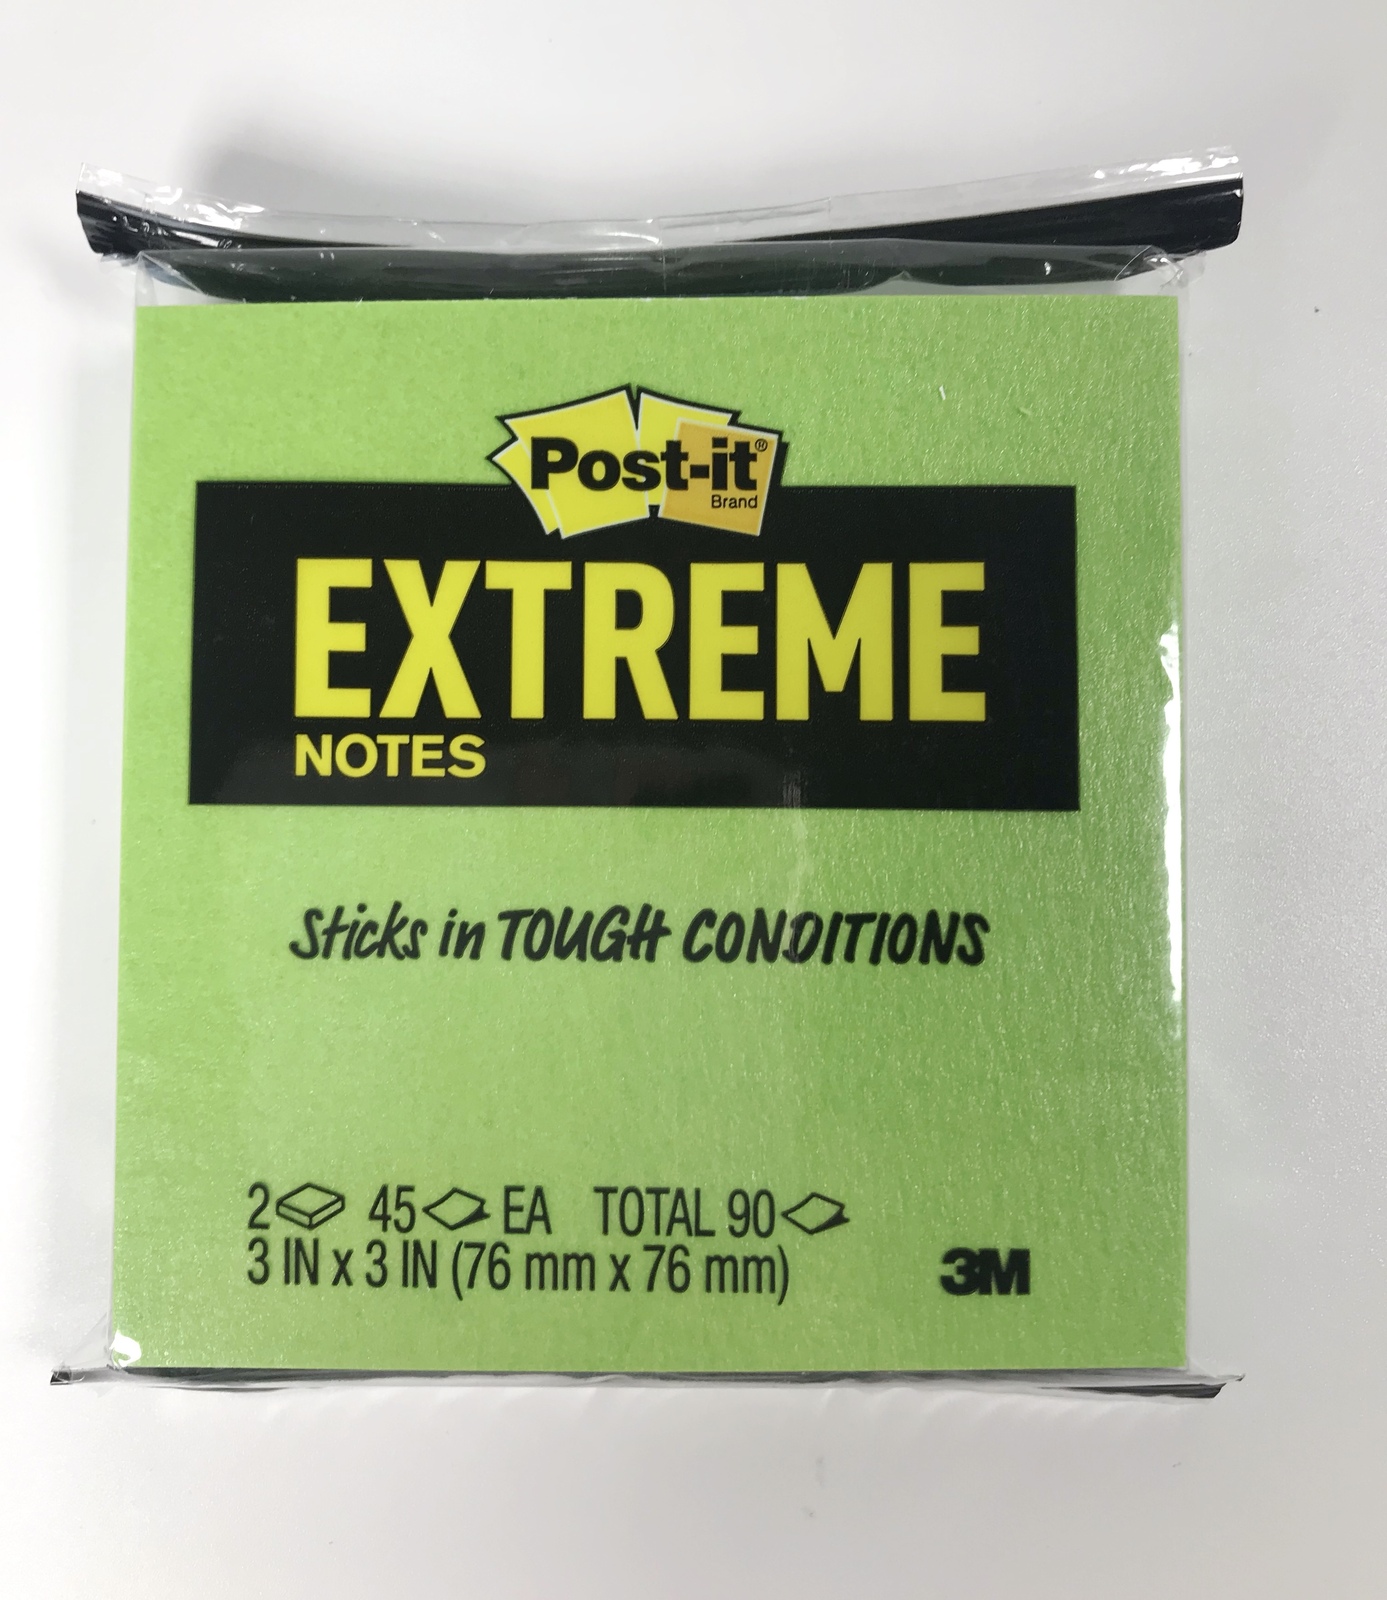 Post-it®
Brand
EXTREME
NOTES
Sticks in TOUGH CONDITIONS
2 45 EA TOTAL 90
3 IN x 3 IN (76 mm x 76 mm)
3M